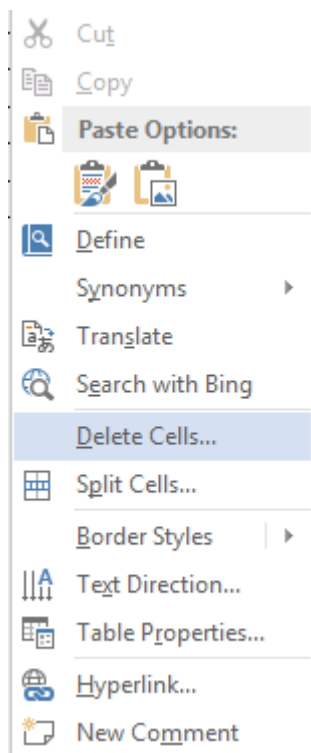 Cut
Copy
Paste Options:
Define
Synonyms
Translate
Search with Bing
Delete Cells...
Split Cells...
Border Styles
Text Direction...
Table Properties...
Hyperlink...
New Comment